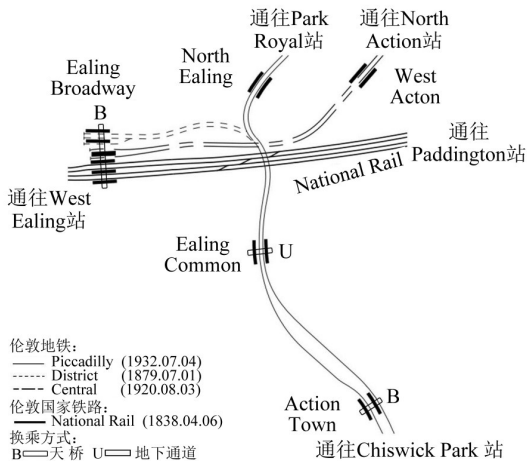 通往Park
Royal站
通往North
Action站
North
Ealing
West
Acton
Ealing
Broadway
B
通往
Paddington站
National Rail
通往West
Ealing站
Ealing
Common
U
伦敦地铁：
Piccadilly (1932.07.04)
District (1879.07.01)
Central (1920.08.03)
伦敦国家铁路：
National Rail (1838.04.06)
换乘方式：
B 天桥 U 地下通道
Action
Town
B
通往Chiswick Park 站